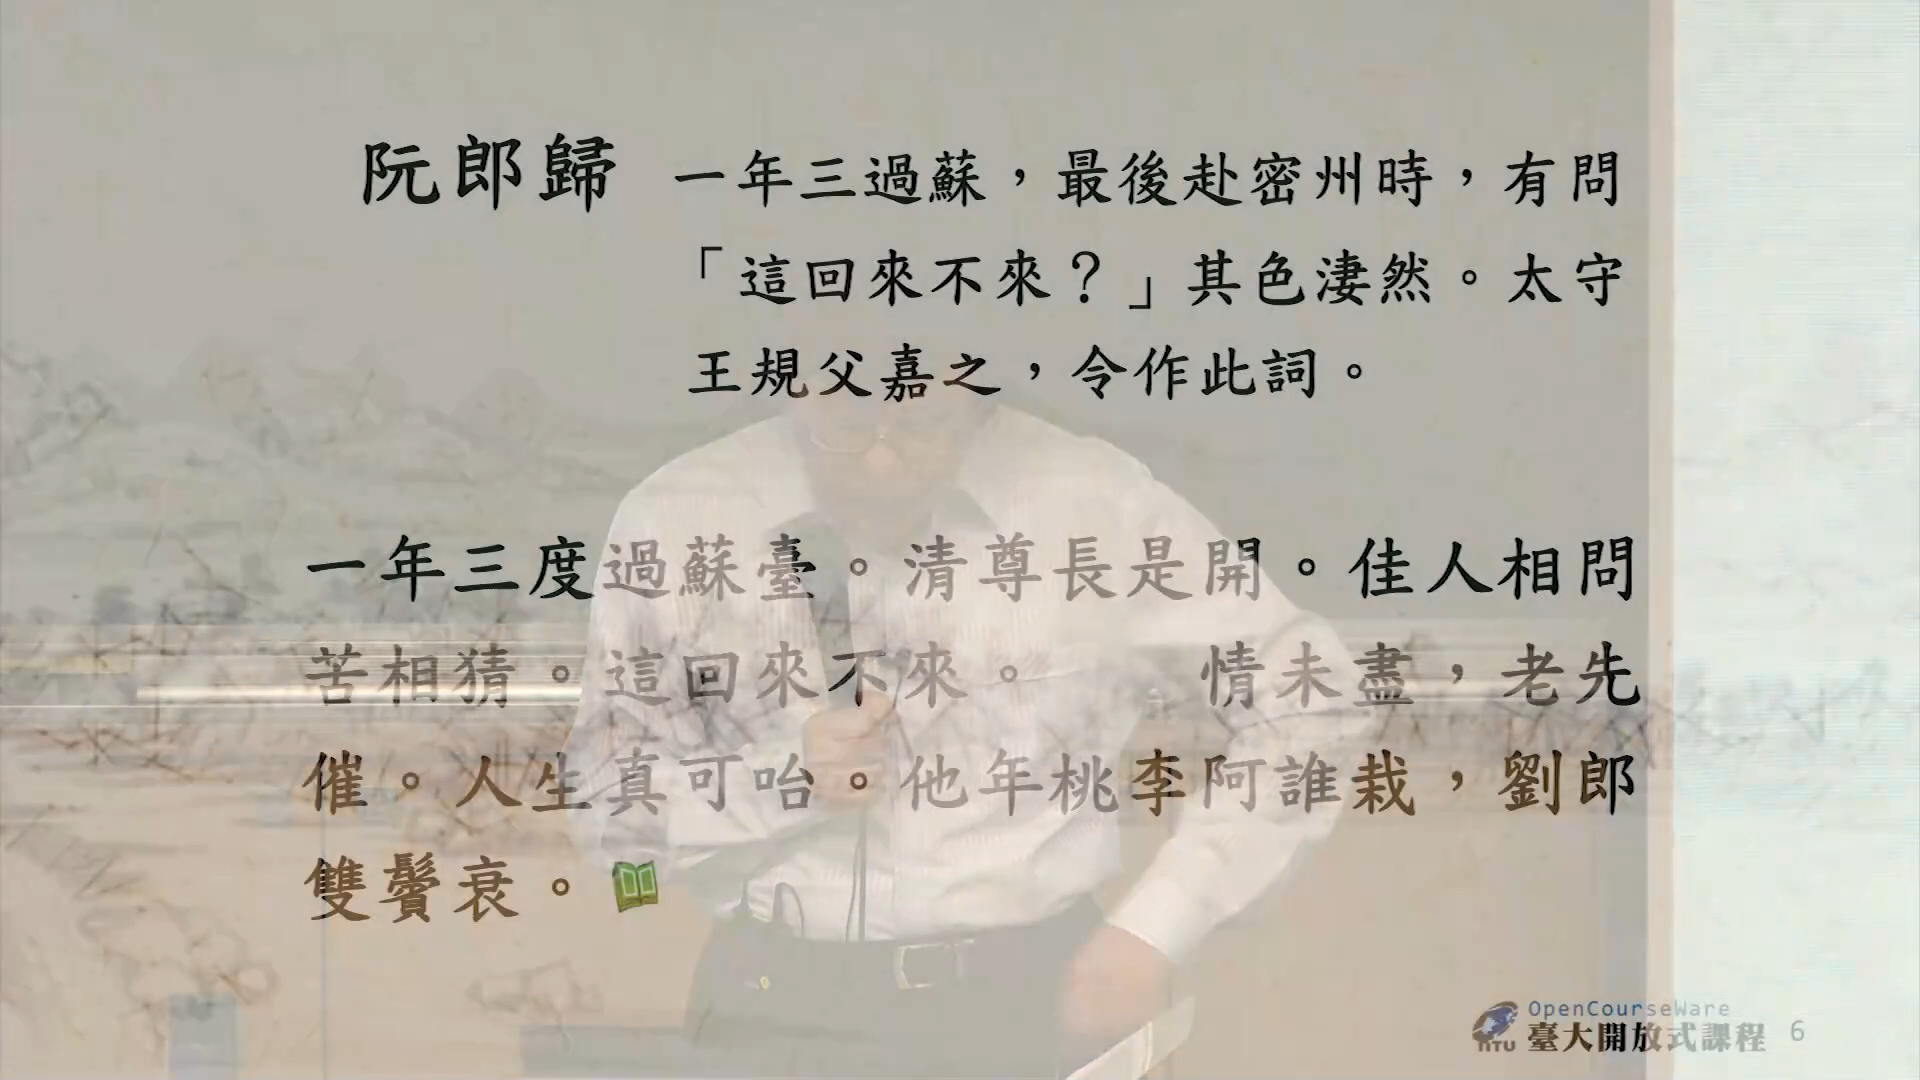 阮郎歸 一年三過蘇，最後赴密州時，有問
「這回來不來？」其色淒然。太守
王規父嘉之，令作此詞。
一年三度過蘇臺。清尊長是開。佳人相問
苦相猜。這回來不來。 情未盡，老先
催。人生真可咍。他年桃李阿誰栽，劉郎
雙鬢衰。
OpenCourseWare
NTU 臺大開放式課程 6